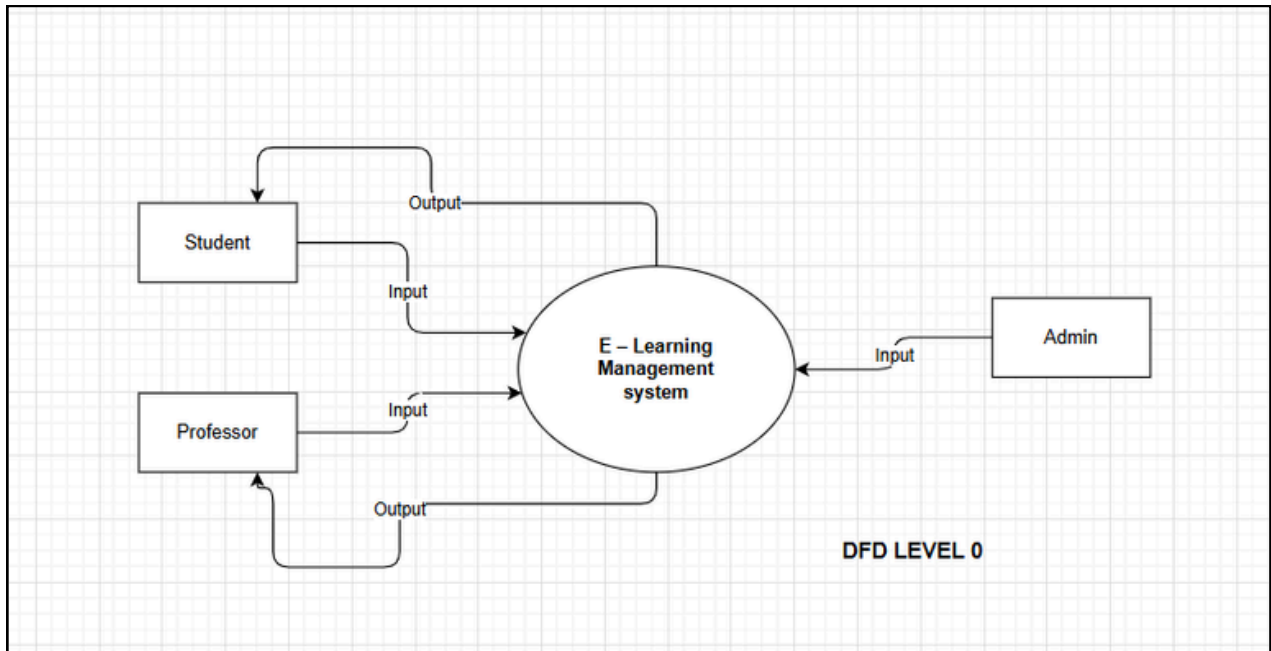 Output
Student
Input
E – Learning
Management
system
Admin
Input
Professor
Input
Output
DFD LEVEL 0